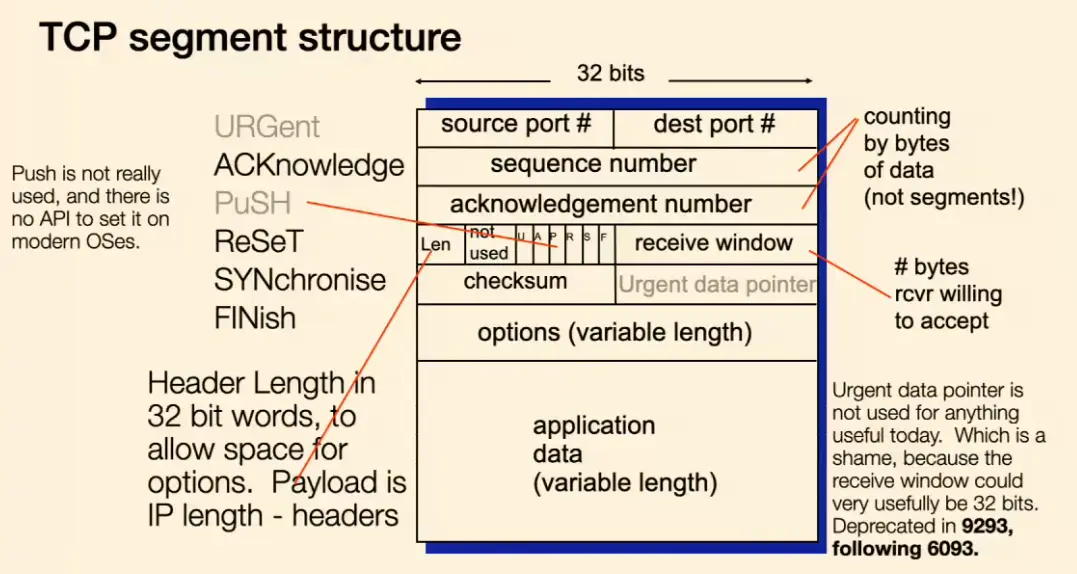 TCP segment structure
32 bits
URGent
ACKnowledge
PuSH
ReSeT
SYNchronise
FINish
Push is not really
used, and there is
no API to set it on
modern OSes.
source port #
dest port #
sequence number
acknowledgement number
Len
not
used
U A P R S F
receive window
checksum
Urgent data pointer
options (variable length)
application
data
(variable length)
counting
by bytes
of data
(not segments!)
# bytes
rcvr willing
to accept
Header Length in
32 bit words, to
allow space for
options. Payload is
IP length - headers
Urgent data pointer is
not used for anything
useful today. Which is a
shame, because the
receive window could
very usefully be 32 bits.
Deprecated in 9293,
following 6093.